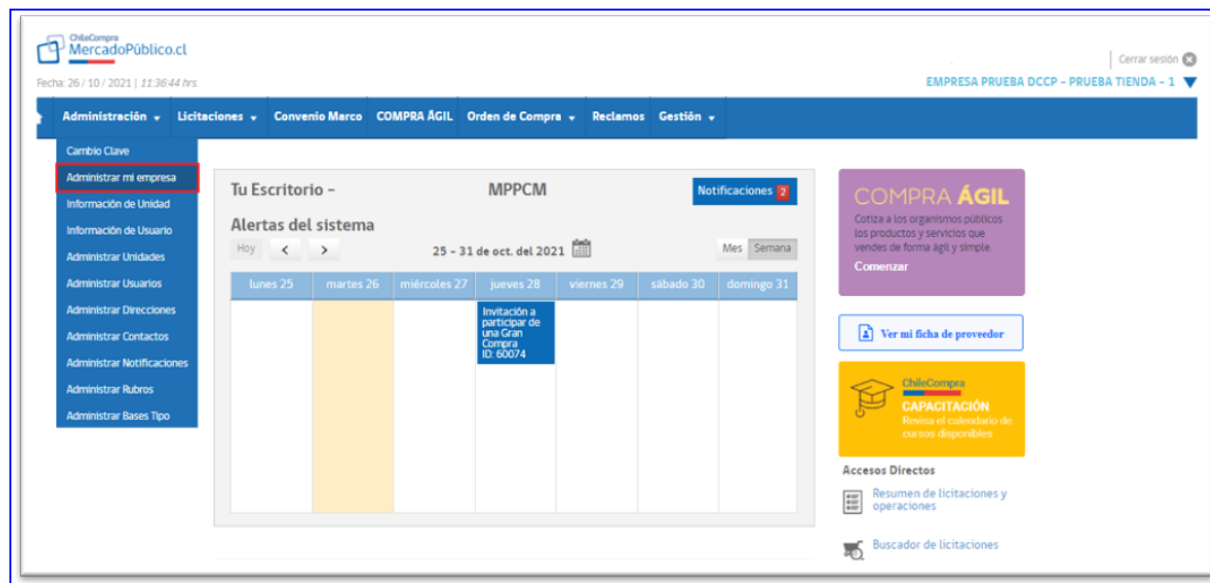 ChileCompra
MercadoPúblico.cl
Cerrar sesión
Fecha: 26 / 10 / 2021 | 11:36:44 hrs
EMPRESA PRUEBA DCCP - PRUEBA TIENDA - 1
Administración Licitaciones Convenio Marco COMPRA ÁGIL Orden de Compra Reclamos Gestión
Cambio Clave
Administrar mi empresa
Información de Unidad
Información de Usuario
Administrar Unidades
Administrar Usuarios
Administrar Direcciones
Administrar Contactos
Administrar Notificaciones
Administrar Rubros
Administrar Bases Tipo
Tu Escritorio - MPPCM
Notificaciones 2
Alertas del sistema
Hoy < > 25 - 31 de oct. del 2021 Mes Semana
lunes 25 martes 26 miércoles 27 jueves 28 viernes 29 sábado 30 domingo 31
Invitación a
participar de
una Gran
Compra
ID: 60074
COMPRA ÁGIL
Cotiza a los organismos públicos
los productos y servicios que
vendes de forma ágil y simple.
Comenzar
Ver mi ficha de proveedor
ChileCompra
CAPACITACIÓN
Revisa el calendario de
cursos disponibles
Accesos Directos
Resumen de licitaciones y
operaciones
Buscador de licitaciones